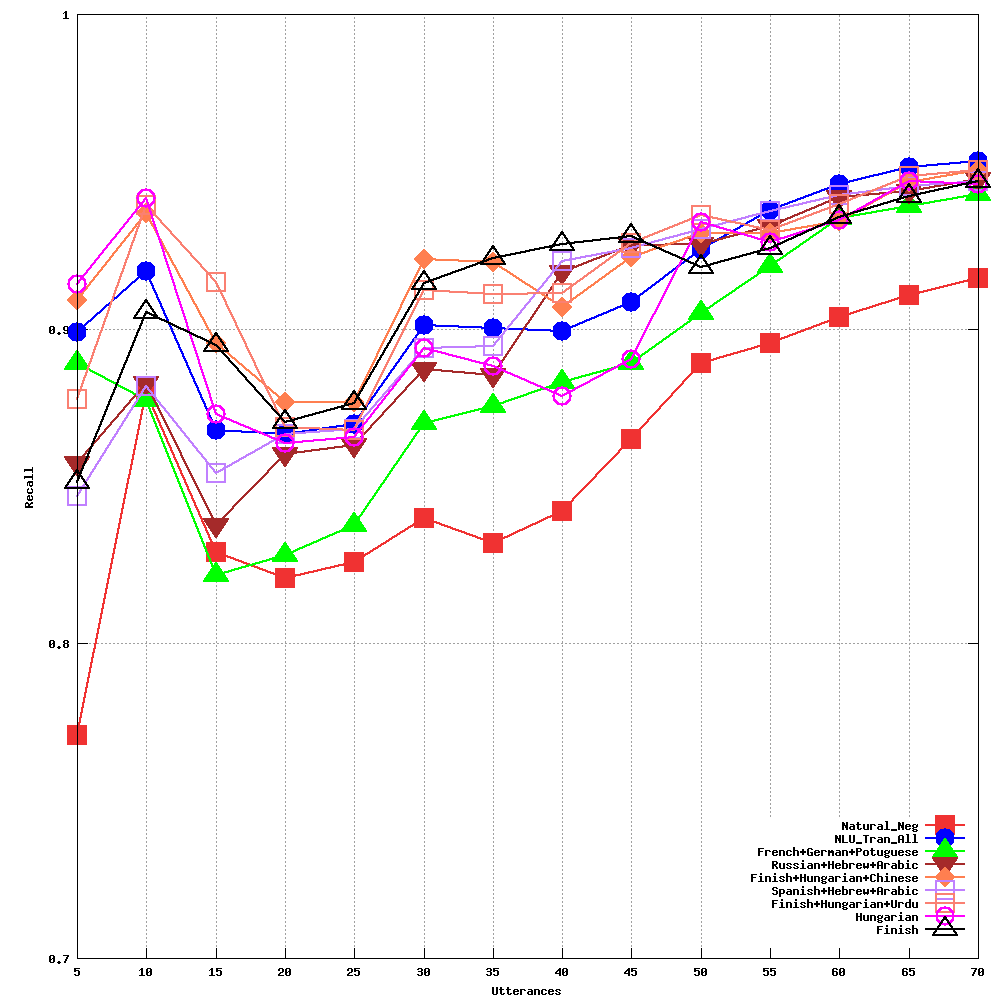 1
0.9
0.8
0.7
Recall
5 10 15 20 25 30 35 40 45 50 55 60 65 70
Utterances
Natural_Neg
NLU_Tran_All
French+German+Potuguese
Russian+Hebrew+Arabic
Finish+Hungarian+Chinese
Spanish+Hebrew+Arabic
Finish+Hungarian+Urdu
Hungarian
Finish